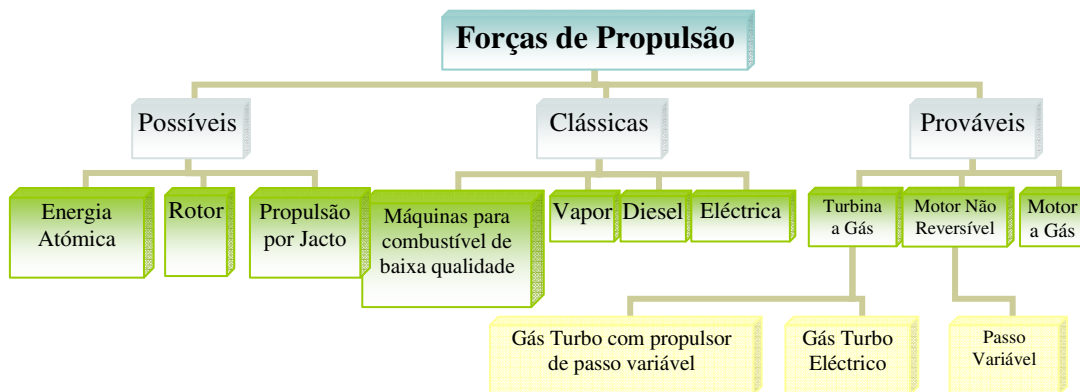 Forças de Propulsão
Possíveis
Clássicas
Prováveis
Energia
Atómica
Rotor
Propulsão
por Jacto
Máquinas para
combustível de
baixa qualidade
Vapor
Diesel
Eléctrica
Turbina
a Gás
Motor Não
Reversível
Motor
a Gás
Gás Turbo com propulsor
de passo variável
Gás Turbo
Eléctrico
Passo
Variável